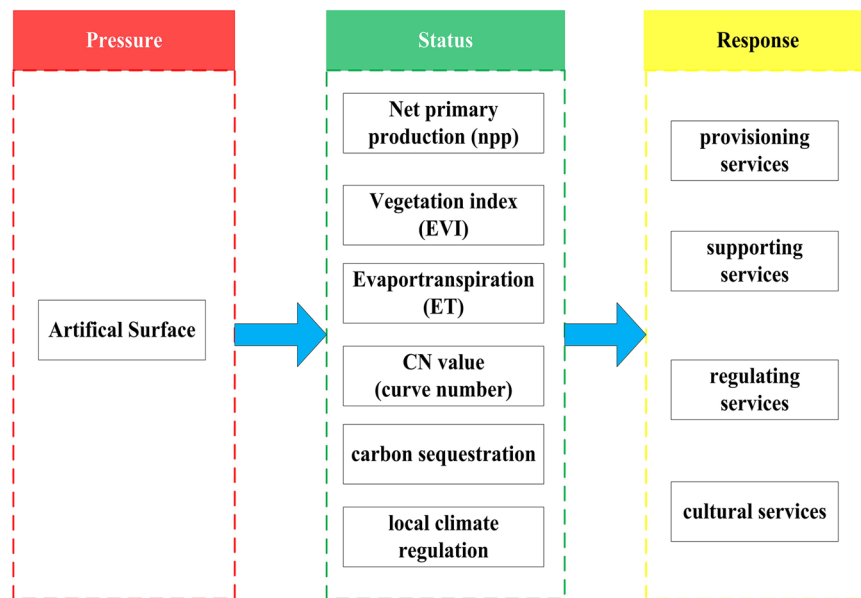 Pressure
Artifical Surface
Status
Net primary
production (npp)
Vegetation index
(EVI)
Evaportranspiration
(ET)
CN value
(curve number)
carbon sequestration
local climate
regulation
Response
provisioning
services
supporting
services
regulating
services
cultural services